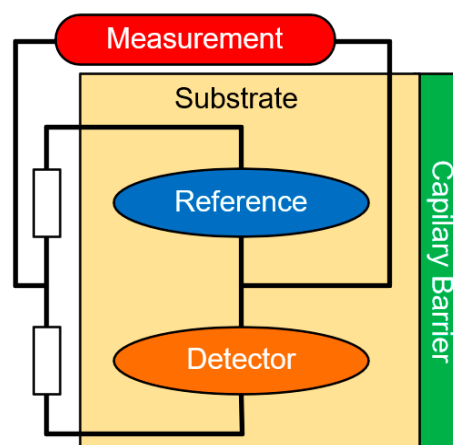 Measurement
Substrate
Reference
Capilary Barrier
Detector